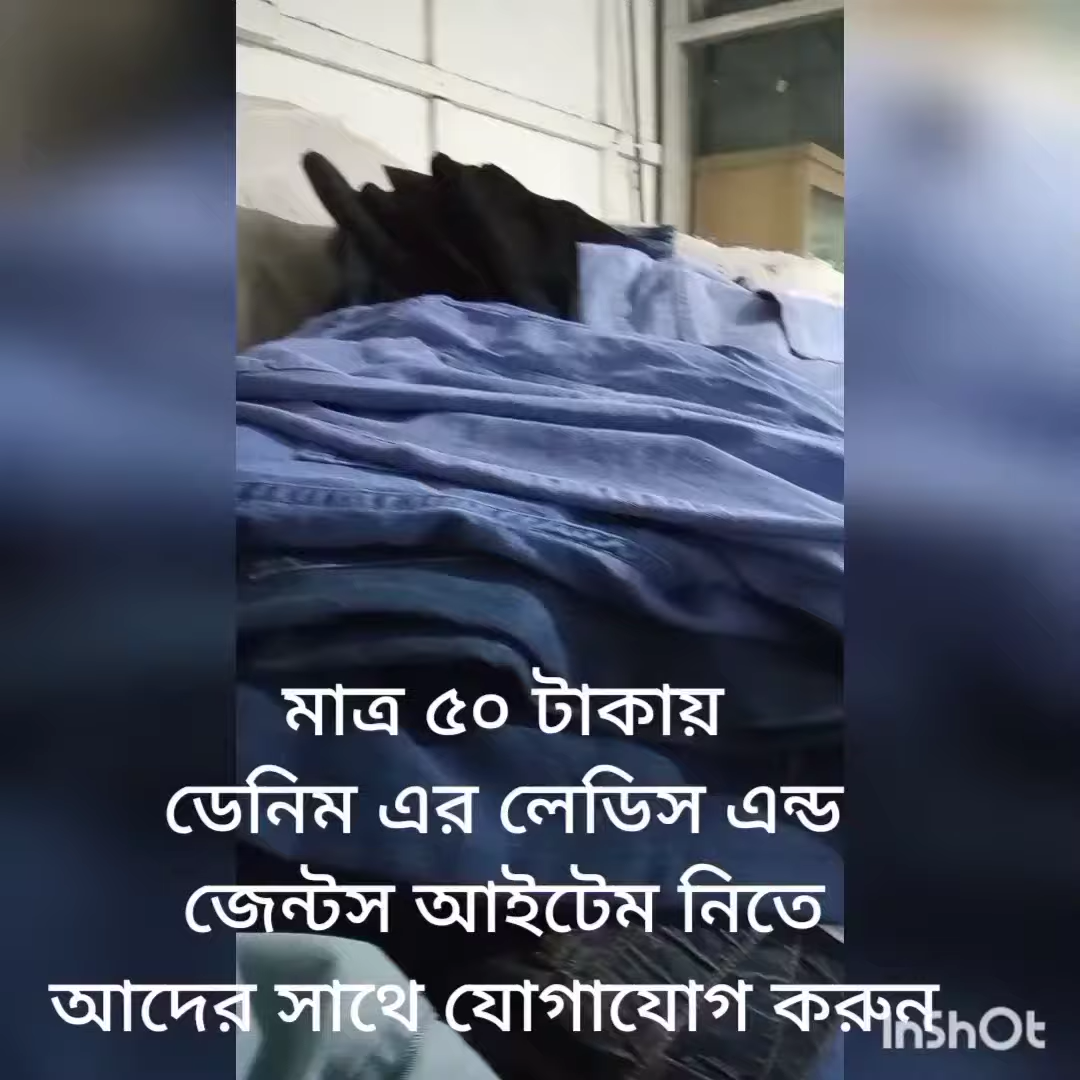 মাত্র ৫০ টাকায়
ডেনিম এর লেডিস এন্ড
জেন্টস আইটেম নিতে
আদের সাথে যোগাযোগ করুন
InShOt